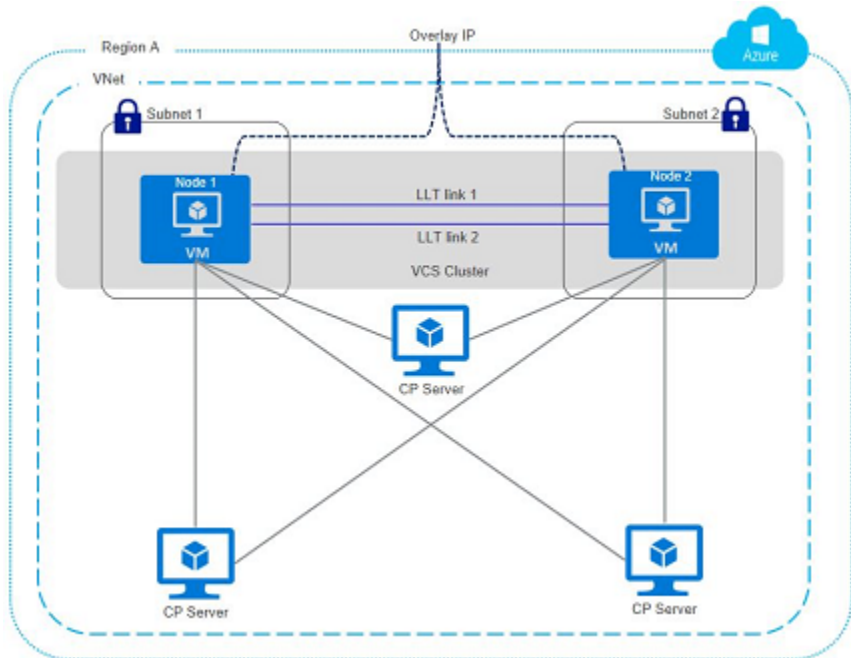 Overlay IP
Region A
Azure
VNet
Subnet 1
Subnet 2
Node 1
Node 2
LLT link 1
LLT link 2
VM
VM
VCS Cluster
CP Server
CP Server
CP Server